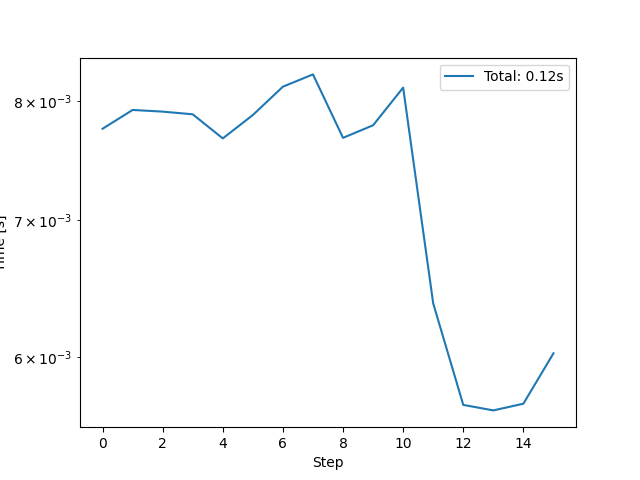 Total: 0.12s
8 × 10⁻³
7 × 10⁻³
6 × 10⁻³
[s]
0 2 4 6 8 10 12 14
Step